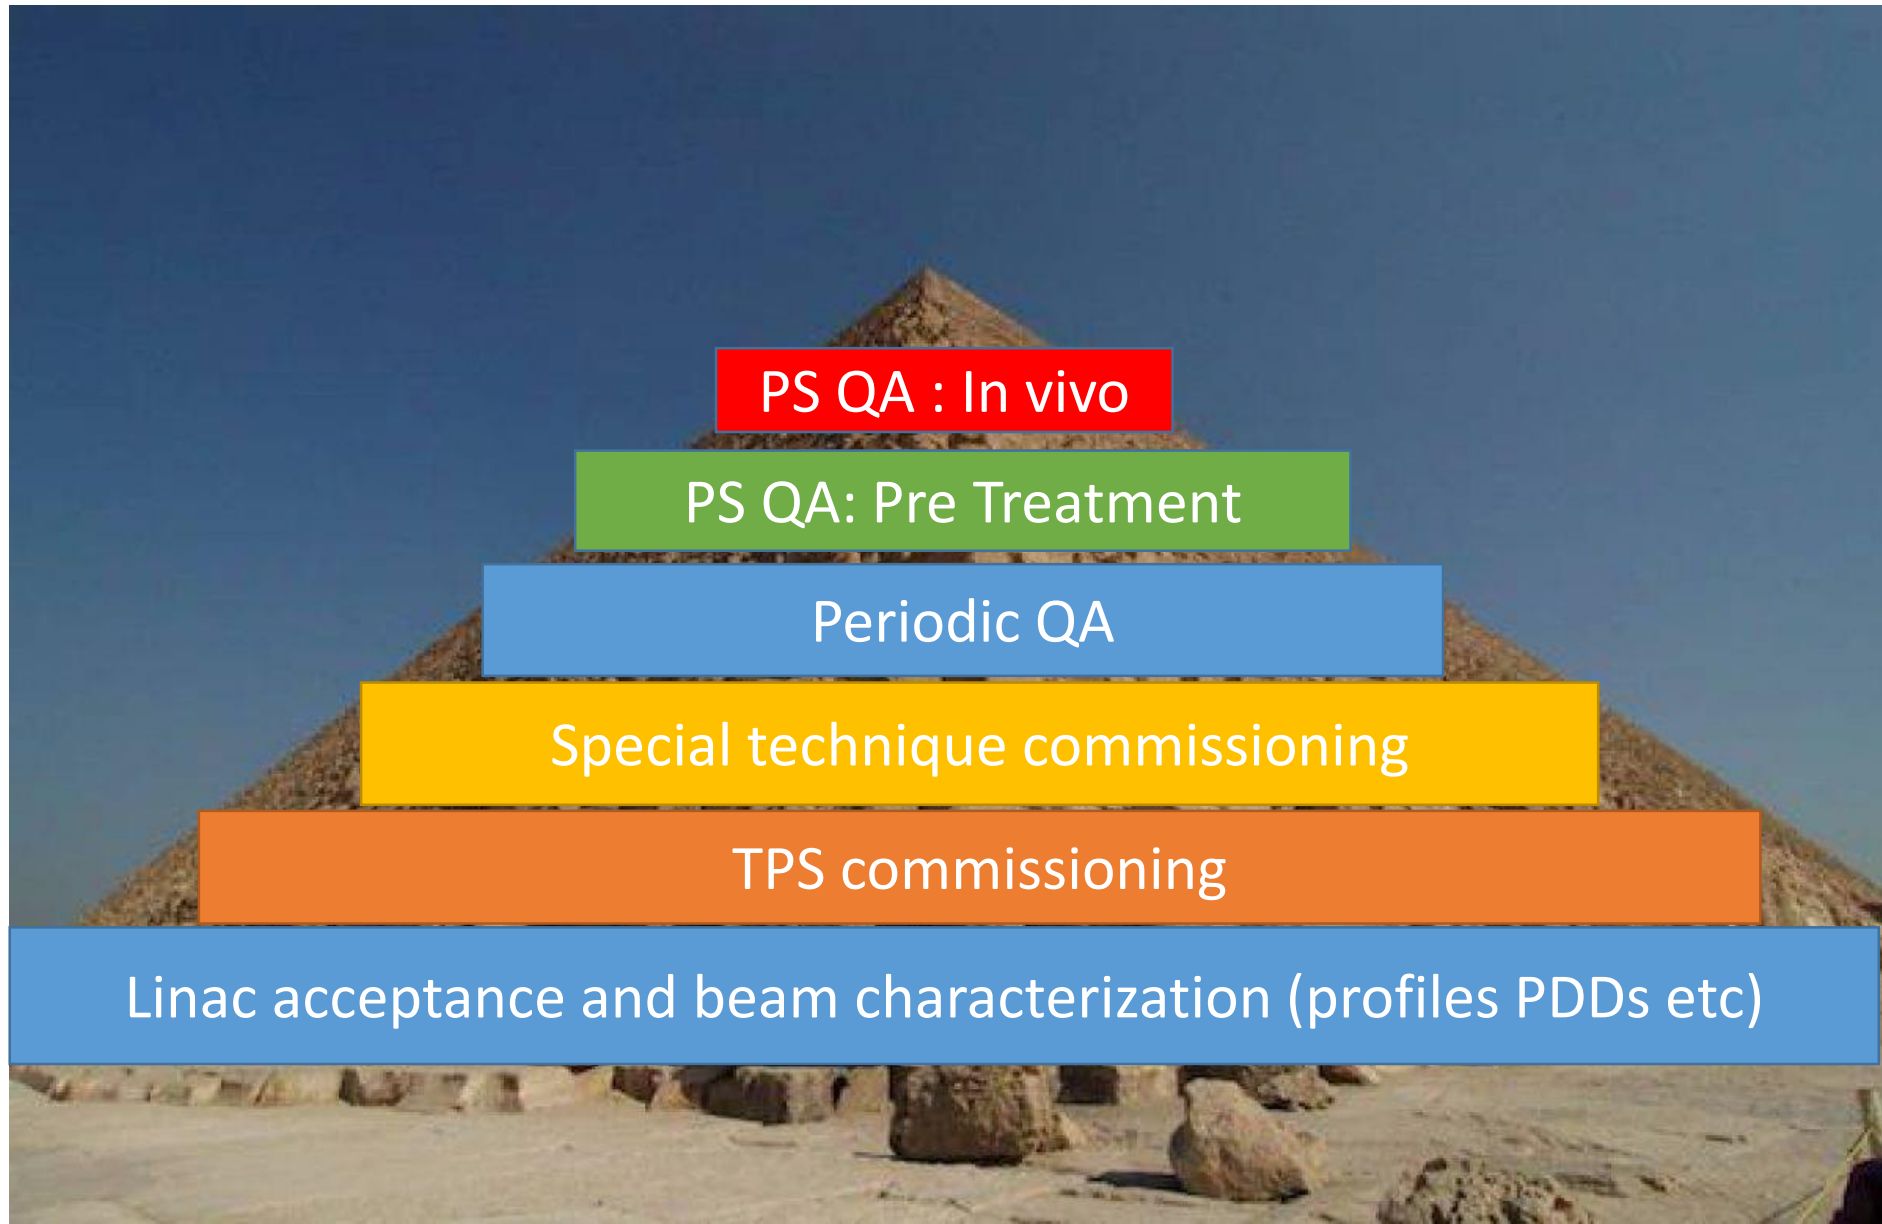 PS QA : In vivo
PS QA: Pre Treatment
Periodic QA
Special technique commissioning
TPS commissioning
Linac acceptance and beam characterization (profiles PDDs etc)